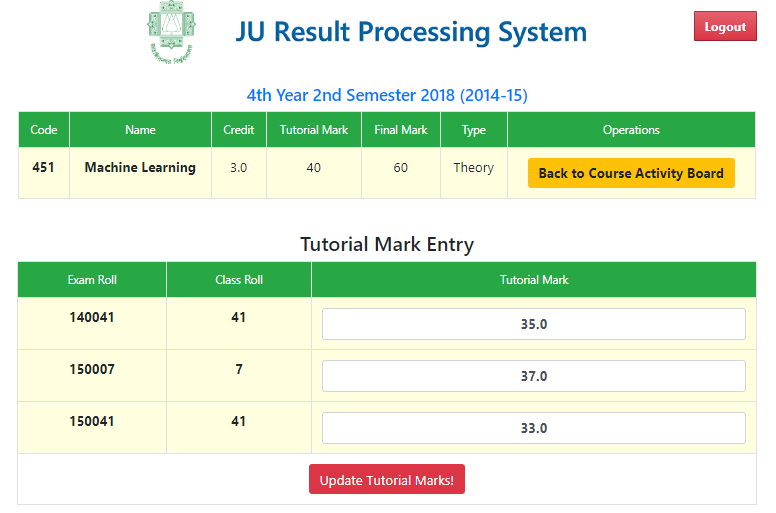 JU Result Processing System
Logout
4th Year 2nd Semester 2018 (2014-15)
Code Name Credit Tutorial Mark Final Mark Type Operations
451 Machine Learning 3.0 40 60 Theory Back to Course Activity Board
Tutorial Mark Entry
Exam Roll Class Roll Tutorial Mark
140041 41 35.0
150007 7 37.0
150041 41 33.0
Update Tutorial Marks!